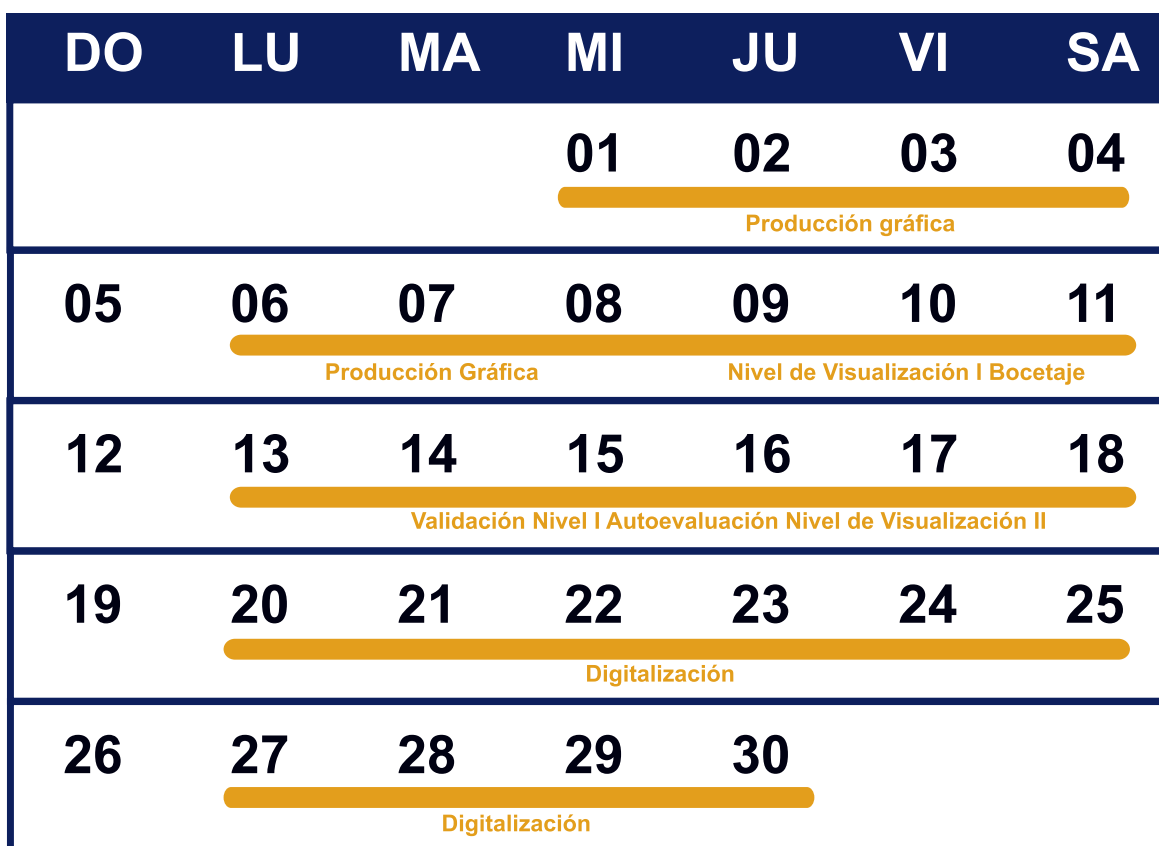 DO LU MA MI JU VI SA
01 02 03 04
Producción gráfica
05 06 07 08 09 10 11
Producción Gráfica Nivel de Visualización I Bocetaje
12 13 14 15 16 17 18
Validación Nivel I Autoevaluación Nivel de Visualización II
19 20 21 22 23 24 25
Digitalización
26 27 28 29 30
Digitalización